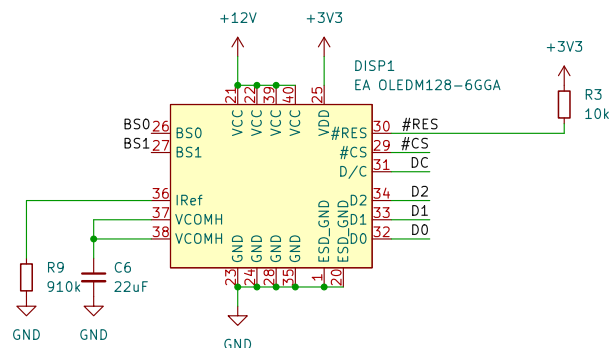 +12V
+3V3
+3V3
DISP1
EA OLEDM128-6GGA
R3
10k
21
22
39
40
25
VCC
VCC
VCC
VCC
VDD
BS0
26
BS0
BS1
27
BS1
#RES
30
#RES
#CS
29
#CS
D/C
31
DC
36
IRef
D2
34
D2
37
VCOMH
D1
33
D1
38
VCOMH
D0
32
D0
GND
GND
GND
GND
ESD_GND
ESD_GND
23
24
28
35
1
20
R9
910k
C6
22uF
GND
GND
GND